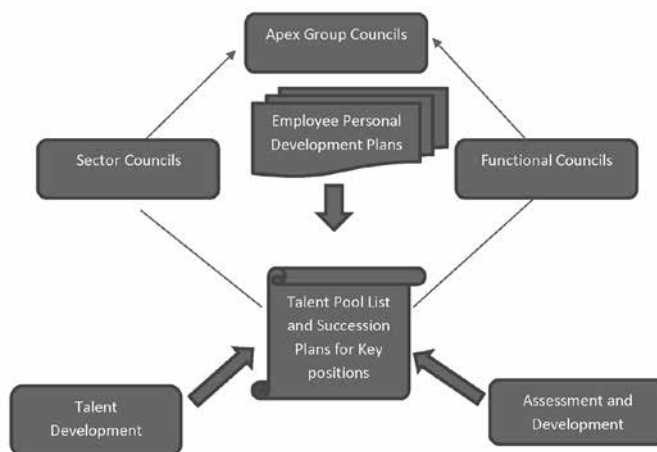 Apex Group Councils
Employee Personal
Development Plans
Sector Councils
Functional Councils
Talent Pool List
and Succession
Plans for Key
positions
Talent
Development
Assessment and
Development